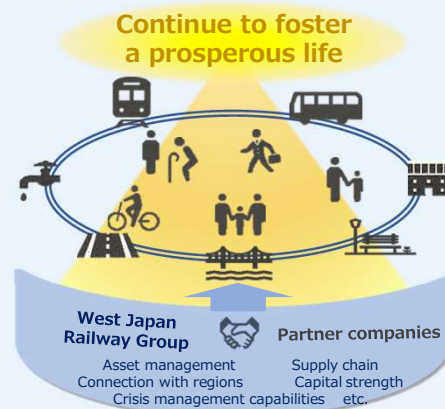 Continue to foster
a prosperous life
West Japan
Railway Group
Partner companies
Asset management
Supply chain
Connection with regions
Capital strength
Crisis management capabilities etc.